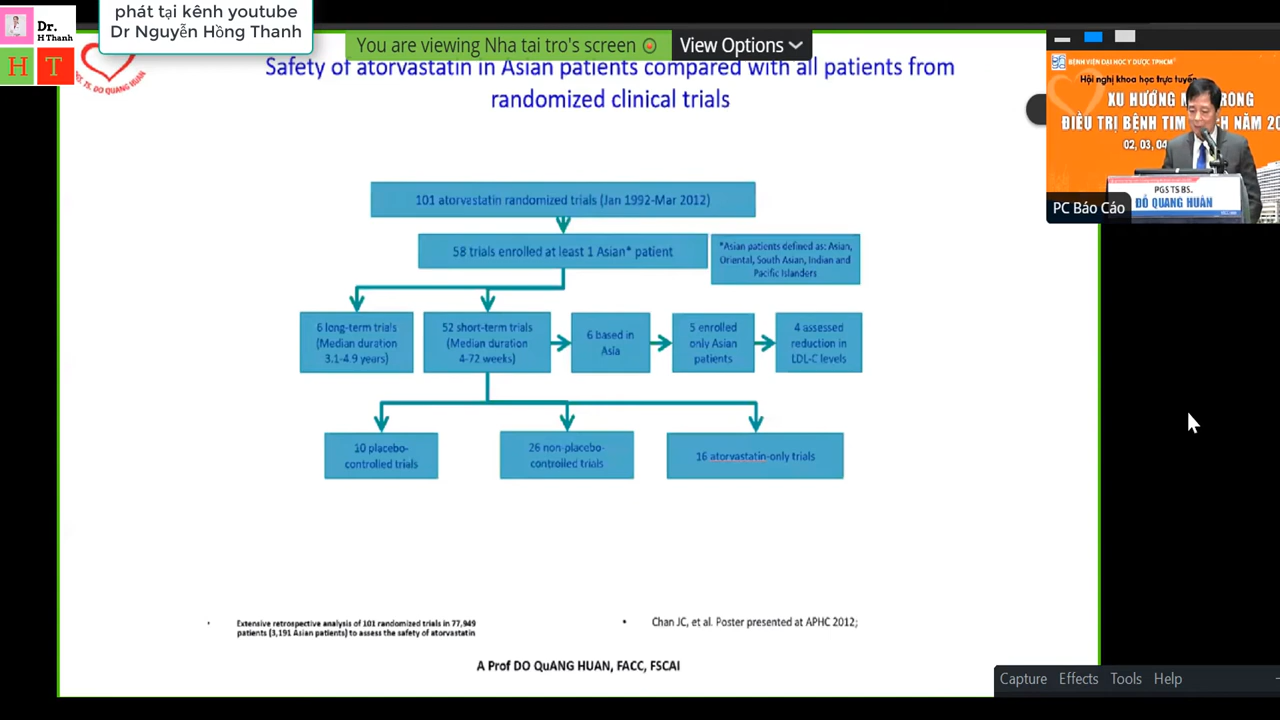 phát tại kênh youtube
Dr Nguyễn Hồng Thanh
Dr.
H Thanh
H T
You are viewing Nha tai tro's screen
View Options
Safety of atorvastatin in Asian patients compared with all patients from
randomized clinical trials
101 atorvastatin randomized trials (Jan 1992-Mar 2012)
58 trials enrolled at least 1 Asian* patient
*Asian patients defined as: Asian,
Oriental, South Asian, Indian and
Pacific Islanders
6 long-term trials
(Median duration
3.1-4.9 years)
52 short-term trials
(Median duration
4-72 weeks)
6 based in
Asia
5 enrolled
only Asian
patients
4 assessed
reduction in
LDL-C levels
10 placebo-
controlled trials
26 non-placebo-
controlled trials
16 atorvastatin-only trials
• Extensive retrospective analysis of 101 randomized trials in 77,949
patients (3,191 Asian patients) to assess the safety of atorvastatin
• Chan JC, et al. Poster presented at APHC 2012;
A Prof DO QuANG HUAN, FACC, FSCAI
BỆNH VIỆN ĐẠI HỌC Y DƯỢC TPHCM
Hội nghị khoa học trực tuyến
XU HƯỚNG M TRONG
ĐIỀU TRỊ BỆNH TIM CH NĂM 20
02, 03, 04
PGS TS BS.
ĐỖ QUANG HUÂN
PC Báo Cáo
TS. DO QUANG HUAN
Capture Effects Tools Help